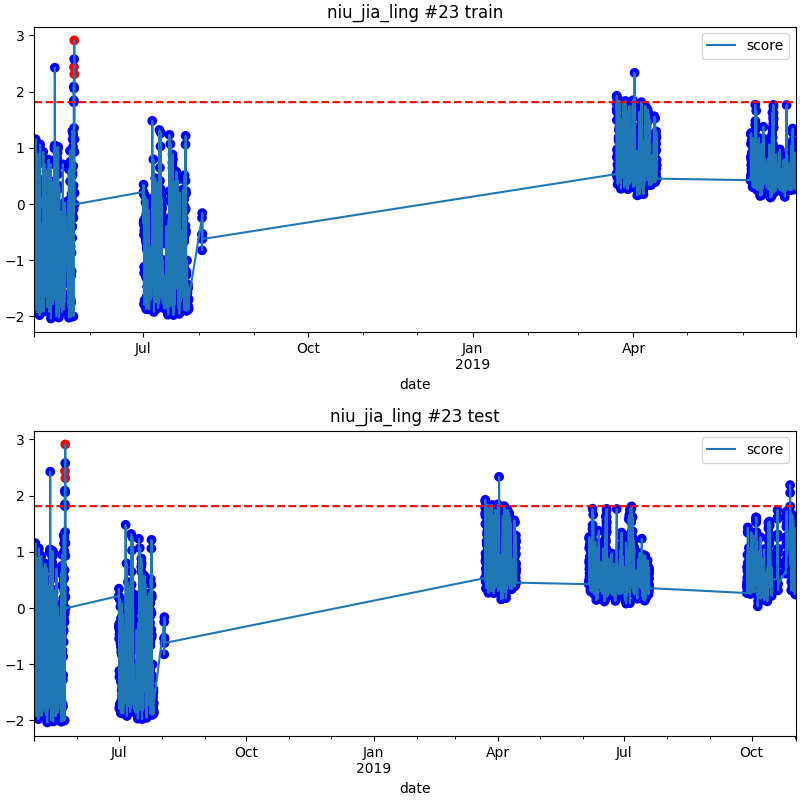 niu_jia_ling #23 train
score
3
2
1
0
−1
−2
Jul Oct Jan Apr
2019
date
niu_jia_ling #23 test
score
3
2
1
0
−1
−2
Jul Oct Jan Apr Jul Oct
2019
date